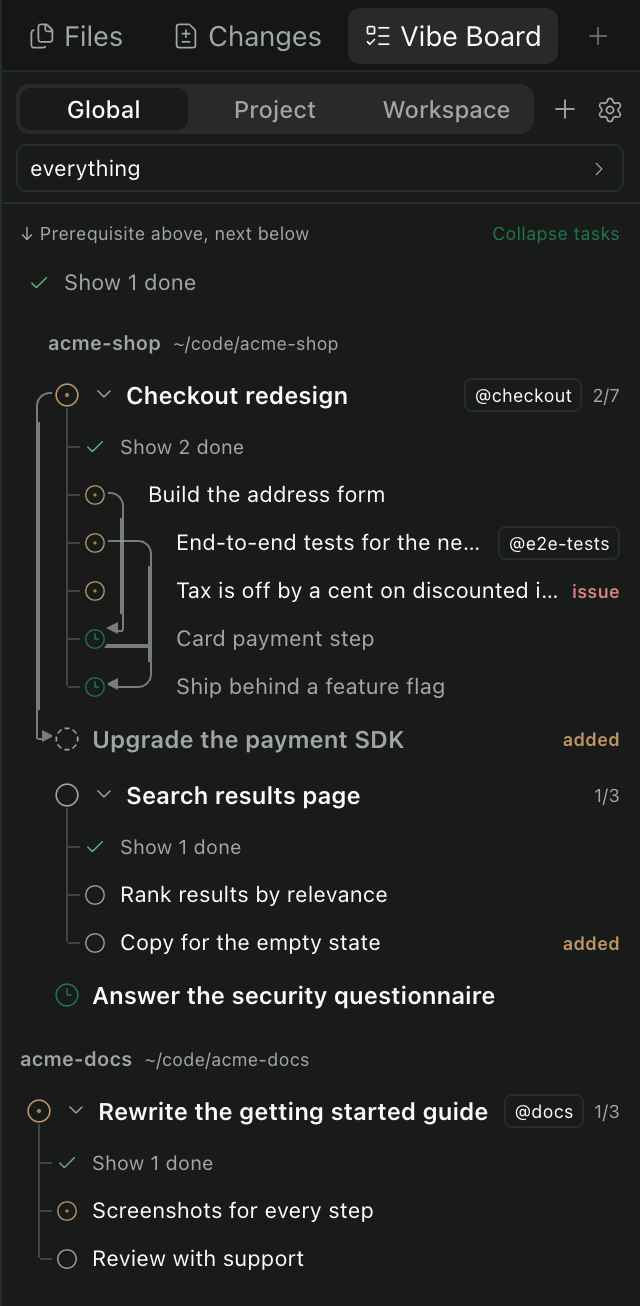 Files Changes Vibe Board
Global Project Workspace
everything
Prerequisite above, next below Collapse tasks
Show 1 done
acme-shop ~/code/acme-shop
Checkout redesign @checkout 2/7
Show 2 done
Build the address form
End-to-end tests for the ne... @e2e-tests
Tax is off by a cent on discounted i... issue
Card payment step
Ship behind a feature flag
Upgrade the payment SDK added
Search results page 1/3
Show 1 done
Rank results by relevance
Copy for the empty state added
Answer the security questionnaire
acme-docs ~/code/acme-docs
Rewrite the getting started guide @docs 1/3
Show 1 done
Screenshots for every step
Review with support